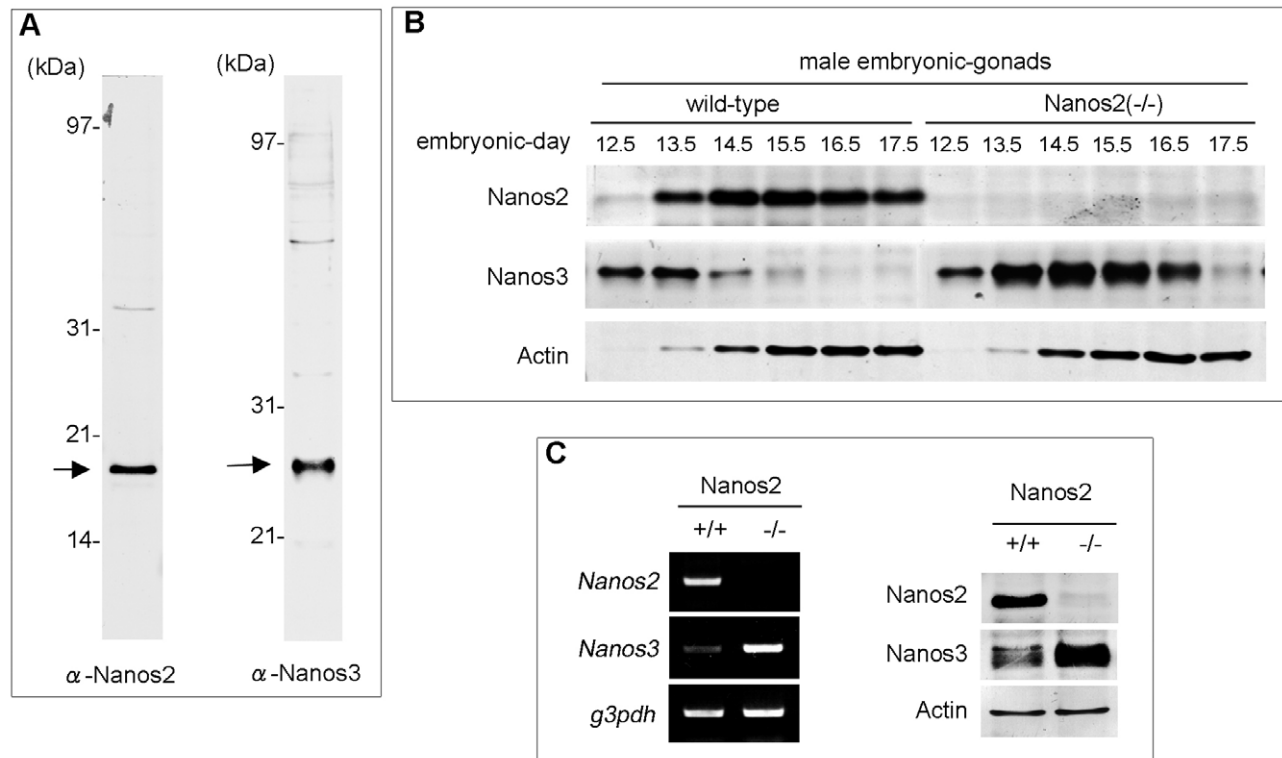 A
(kDa) (kDa)
97-
97-
31-
31-
21-
21-
14-
α-Nanos2 α-Nanos3
B
male embryonic-gonads
wild-type Nanos2(-/-)
embryonic-day 12.5 13.5 14.5 15.5 16.5 17.5 12.5 13.5 14.5 15.5 16.5 17.5
Nanos2
Nanos3
Actin
C
Nanos2
+/+ -/-
Nanos2
Nanos3
g3pdh
Nanos2
+/+ -/-
Nanos2
Nanos3
Actin